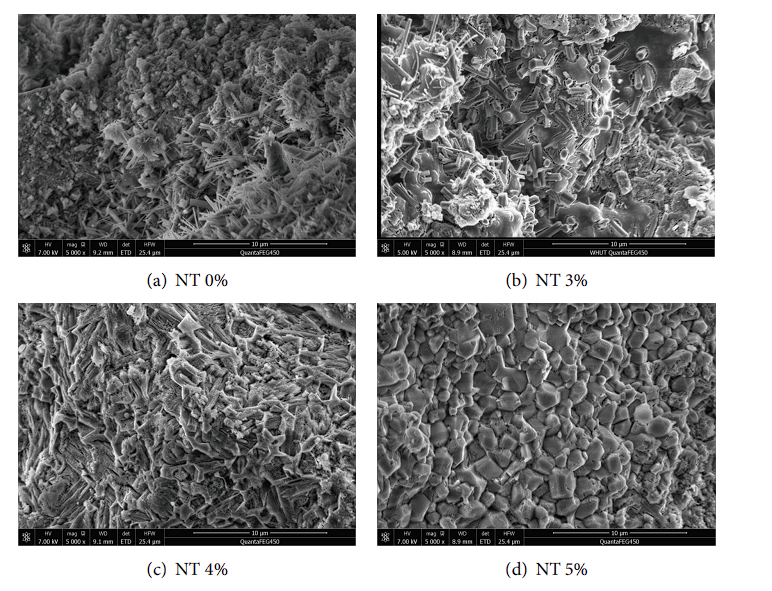 HV mag WD det HFW 10 µm
7.00 kV 5 000 x 9.2 mm ETD 25.4 µm QuantaFEG450
HV mag WD det HFW 10 µm
5.00 kV 5 000 x 8.9 mm ETD 25.4 µm WHUT QuantaFEG450
(a) NT 0%
(b) NT 3%
HV mag WD det HFW 10 µm
7.00 kV 5 000 x 9.1 mm ETD 25.4 µm QuantaFEG450
HV mag WD det HFW 10 µm
7.00 kV 5 000 x 8.9 mm ETD 25.4 µm QuantaFEG450
(c) NT 4%
(d) NT 5%